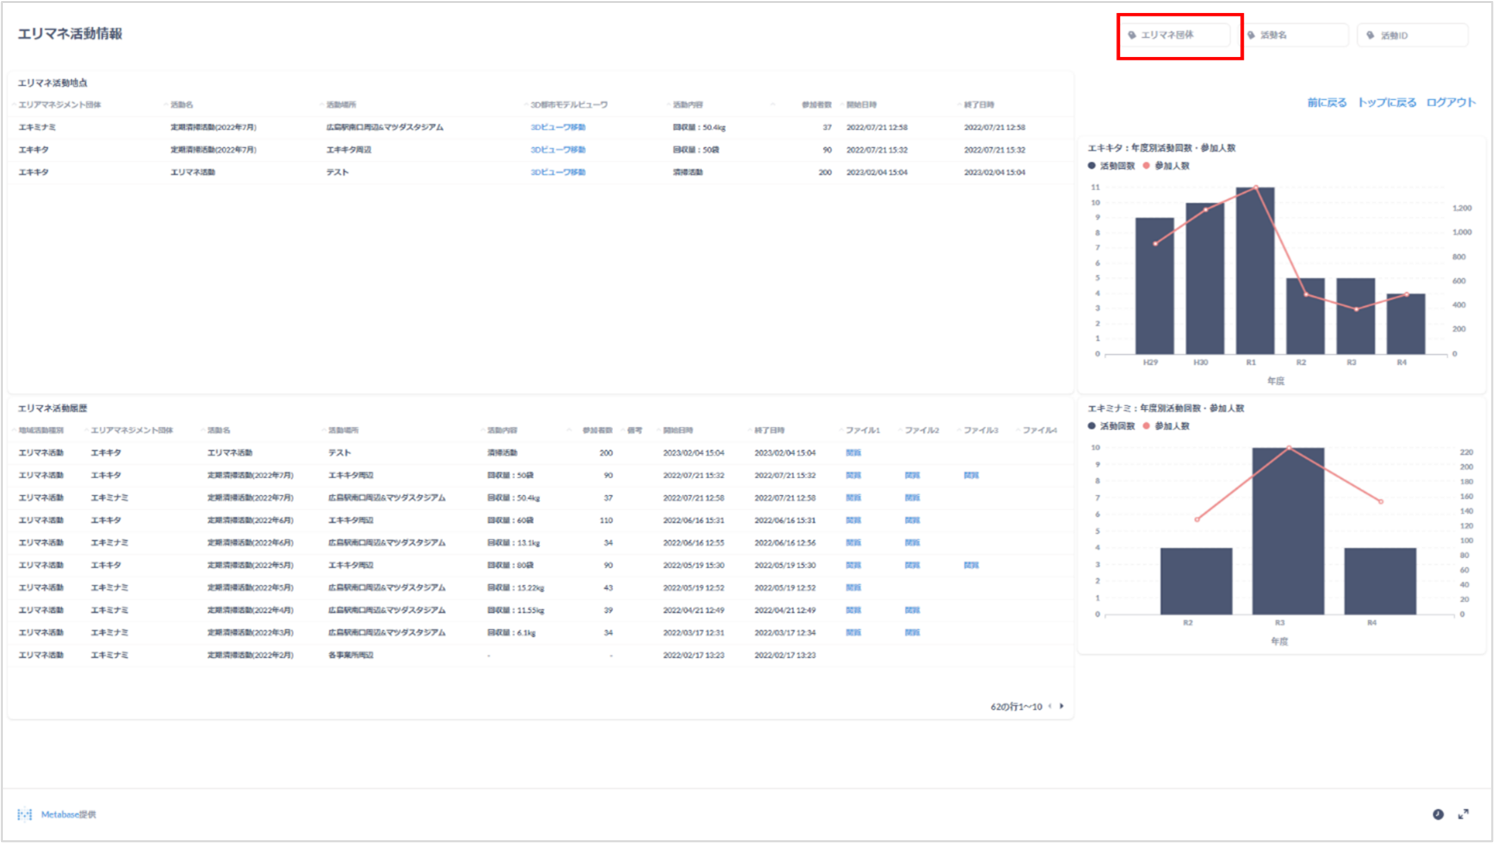 エリマネ活動情報
エリマネ団体 活動名 活動ID
前に戻る トップに戻る ログアウト
エリマネ活動地点
エリアマネジメント団体 活動名 活動場所 3D都市モデルビューワ 活動内容 参加者数 開始日時 終了日時
エキミナミ 定期清掃活動(2022年7月) 広島駅南口周辺&マツダスタジアム 3Dビューワ移動 回収量：50.4kg 37 2022/07/21 12:58 2022/07/21 12:58
エキキタ 定期清掃活動(2022年7月) エキキタ周辺 3Dビューワ移動 回収量：50袋 90 2022/07/21 15:32 2022/07/21 15:32
エキキタ エリマネ活動 テスト 3Dビューワ移動 清掃活動 200 2023/02/04 15:04 2023/02/04 15:04
エキキタ：年度別活動回数・参加人数
活動回数 参加人数
11
10
9
8
7
6
5
4
3
2
1
0
1,200
1,000
800
600
400
200
0
H29 H30 R1 R2 R3 R4
年度
エリマネ活動履歴
地域活動種別 エリアマネジメント団体 活動名 活動場所 活動内容 参加者数 備考 開始日時 終了日時 ファイル1 ファイル2 ファイル3 ファイル4
エリマネ活動 エキキタ エリマネ活動 テスト 清掃活動 200 2023/02/04 15:04 2023/02/04 15:04 閲覧
エリマネ活動 エキキタ 定期清掃活動(2022年7月) エキキタ周辺 回収量：50袋 90 2022/07/21 15:32 2022/07/21 15:32 閲覧 閲覧 閲覧
エリマネ活動 エキミナミ 定期清掃活動(2022年7月) 広島駅南口周辺&マツダスタジアム 回収量：50.4kg 37 2022/07/21 12:58 2022/07/21 12:58 閲覧 閲覧
エリマネ活動 エキキタ 定期清掃活動(2022年6月) エキキタ周辺 回収量：60袋 110 2022/06/16 15:31 2022/06/16 15:31 閲覧 閲覧
エリマネ活動 エキミナミ 定期清掃活動(2022年6月) 広島駅南口周辺&マツダスタジアム 回収量：13.1kg 34 2022/06/16 12:55 2022/06/16 12:56 閲覧 閲覧
エリマネ活動 エキキタ 定期清掃活動(2022年5月) エキキタ周辺 回収量：80袋 90 2022/05/19 15:30 2022/05/19 15:30 閲覧 閲覧 閲覧
エリマネ活動 エキミナミ 定期清掃活動(2022年5月) 広島駅南口周辺&マツダスタジアム 回収量：15.22kg 43 2022/05/19 12:52 2022/05/19 12:52 閲覧
エリマネ活動 エキミナミ 定期清掃活動(2022年4月) 広島駅南口周辺&マツダスタジアム 回収量：11.55kg 39 2022/04/21 12:49 2022/04/21 12:49 閲覧 閲覧
エリマネ活動 エキミナミ 定期清掃活動(2022年3月) 広島駅南口周辺&マツダスタジアム 回収量：6.1kg 34 2022/03/17 12:31 2022/03/17 12:34 閲覧 閲覧
エリマネ活動 エキミナミ 定期清掃活動(2022年2月) 各事業所周辺 - - 2022/02/17 13:23 2022/02/17 13:23
62の行1〜10
エキミナミ：年度別活動回数・参加人数
活動回数 参加人数
10
9
8
7
6
5
4
3
2
1
0
220
200
180
160
140
120
100
80
60
40
20
0
R2 R3 R4
年度
Metabase提供